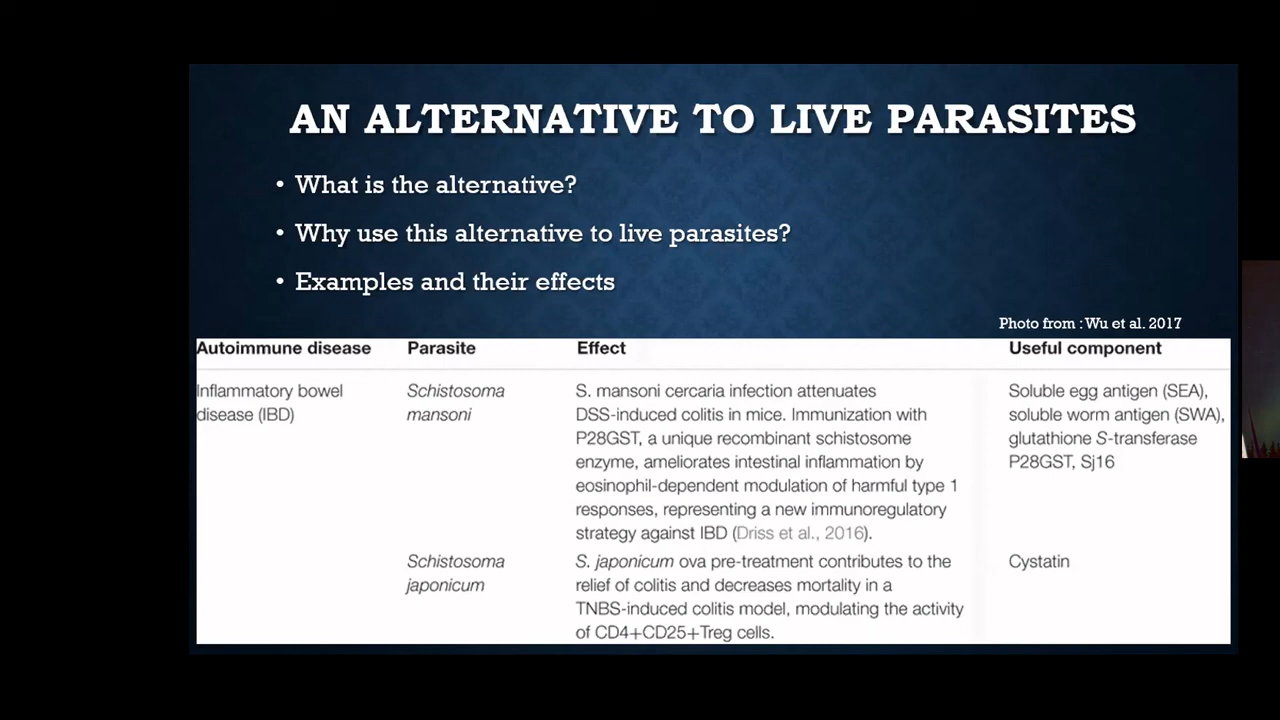 AN ALTERNATIVE TO LIVE PARASITES
• What is the alternative?
• Why use this alternative to live parasites?
• Examples and their effects
Photo from : Wu et al. 2017
Autoimmune disease Parasite Effect Useful component
Inflammatory bowel Schistosoma S. mansoni cercaria infection attenuates Soluble egg antigen (SEA),
disease (IBD) mansoni DSS-induced colitis in mice. Immunization with soluble worm antigen (SWA),
P28GST, a unique recombinant schistosome glutathione S-transferase
enzyme, ameliorates intestinal inflammation by P28GST, Sj16
eosinophil-dependent modulation of harmful type 1
responses, representing a new immunoregulatory
strategy against IBD (Driss et al., 2016).
Schistosoma S. japonicum ova pre-treatment contributes to the Cystatin
japonicum relief of colitis and decreases mortality in a
TNBS-induced colitis model, modulating the activity
of CD4+CD25+Treg cells.